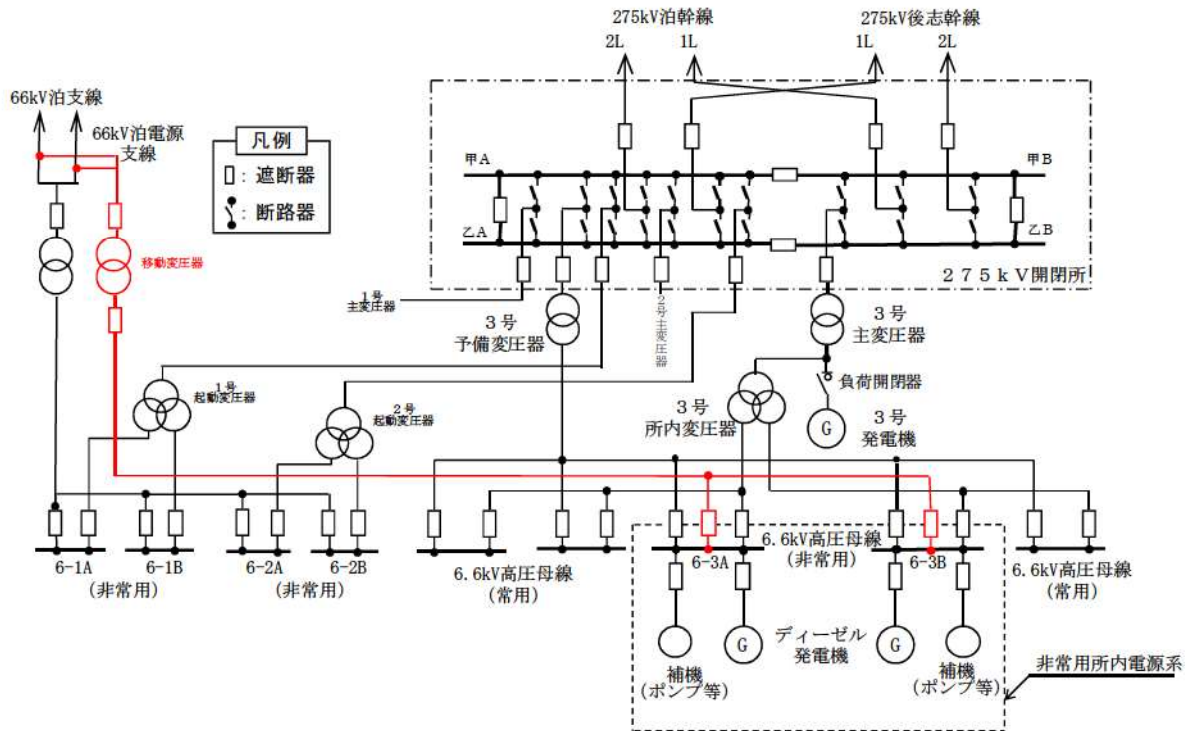 275kV泊幹線
275kV後志幹線
2L
1L
1L
2L
66kV泊支線
66kV泊電源
支線
凡例
：遮断器
：断路器
甲A
甲B
乙A
乙B
275kV開閉所
移動変圧器
1号
主変圧器
3号
予備変圧器
2号主変圧器
3号
主変圧器
1号
起動変圧器
2号
起動変圧器
3号
所内変圧器
負荷開閉器
G
3号
発電機
6-1A
6-1B
(非常用)
6-2A
6-2B
(非常用)
6.6kV高圧母線
(常用)
6-3A
6.6kV高圧母線
(非常用)
6-3B
6.6kV高圧母線
(常用)
補機
(ポンプ等)
G
ディーゼル
発電機
G
補機
(ポンプ等)
非常用所内電源系